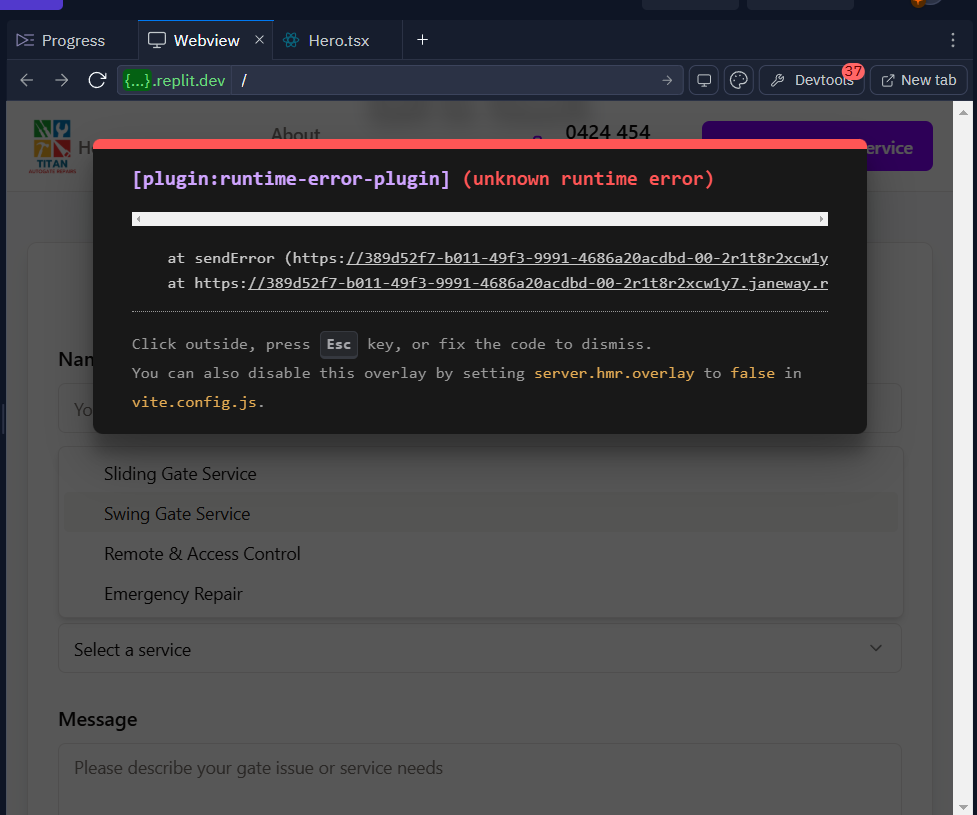 Progress
Webview
Hero.tsx
{...}.replit.dev
/
Devtools
37
New tab
TITAN
About
0424 454
ervice
[plugin:runtime-error-plugin] (unknown runtime error)
at sendError (https://389d52f7-b011-49f3-9991-4686a20acdbd-00-2r1t8r2xcw1y
at https://389d52f7-b011-49f3-9991-4686a20acdbd-00-2r1t8r2xcw1y7.janeway.r
Click outside, press Esc key, or fix the code to dismiss.
You can also disable this overlay by setting server.hmr.overlay to false in
vite.config.js.
Nan
Yo
Sliding Gate Service
Swing Gate Service
Remote & Access Control
Emergency Repair
Select a service
Message
Please describe your gate issue or service needs